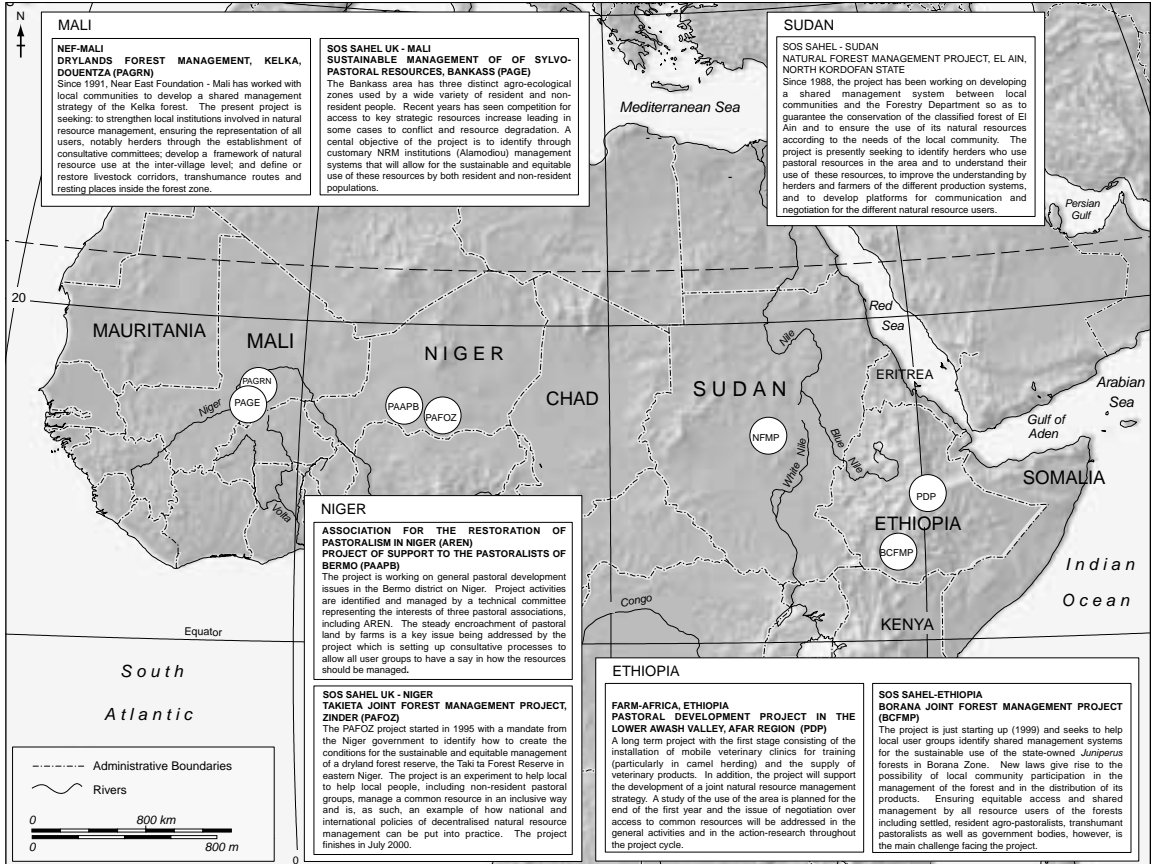 N
MALI
NEF-MALI
DRYLANDS FOREST MANAGEMENT, KELKA,
DOUENTZA (PAGRN)
Since 1991, Near East Foundation - Mali has worked with
local communities to develop a shared management
strategy of the Kelka forest. The present project is
seeking: to strengthen local institutions involved in natural
resource management, ensuring the representation of all
users, notably herders through the establishment of
consultative committees; develop a framework of natural
resource use at the inter-village level; and define or
restore livestock corridors, transhumance routes and
resting places inside the forest zone.
SOS SAHEL UK - MALI
SUSTAINABLE MANAGEMENT OF OF SYLVO-
PASTORAL RESOURCES, BANKASS (PAGE)
The Bankass area has three distinct agro-ecological
zones used by a wide variety of resident and non-
resident people. Recent years has seen competition for
access to key strategic resources increase leading in
some cases to conflict and resource degradation. A
cental objective of the project is to identify through
customary NRM institutions (Alamodiou) management
systems that will allow for the sustainable and equitable
use of these resources by both resident and non-resident
populations.
SUDAN
SOS SAHEL - SUDAN
NATURAL FOREST MANAGEMENT PROJECT, EL AIN,
NORTH KORDOFAN STATE
Since 1988, the project has been working on developing
a shared management system between local
communities and the Forestry Department so as to
guarantee the conservation of the classified forest of El
Ain and to ensure the use of its natural resources
according to the needs of the local community. The
project is presently seeking to identify herders who use
pastoral resources in the area and to understand their
use of these resources, to improve the understanding by
herders and farmers of the different production systems,
and to develop platforms for communication and
negotiation for the different natural resource users.
Mediterranean Sea
Persian
Gulf
20
MAURITANIA
MALI
NIGER
CHAD
SUDAN
Nile
Red
Sea
ERITREA
Arabian
Sea
Gulf of
Aden
SOMALIA
PAGRN
PAGE
Niger
PAAPB
PAFOZ
NFMP
White Nile
Blue Nile
PDP
ETHIOPIA
BCFMP
Volta
Congo
KENYA
Indian
Ocean
Equator
South
Atlantic
NIGER
ASSOCIATION FOR THE RESTORATION OF
PASTORALISM IN NIGER (AREN)
PROJECT OF SUPPORT TO THE PASTORALISTS OF
BERMO (PAAPB)
The project is working on general pastoral development
issues in the Bermo district on Niger. Project activities
are identified and managed by a technical committee
representing the interests of three pastoral associations,
including AREN. The steady encroachment of pastoral
land by farms is a key issue being addressed by the
project which is setting up consultative processes to
allow all user groups to have a say in how the resources
should be managed.
SOS SAHEL UK - NIGER
TAKIETA JOINT FOREST MANAGEMENT PROJECT,
ZINDER (PAFOZ)
The PAFOZ project started in 1995 with a mandate from
the Niger government to identify how to create the
conditions for the sustainable and equitable management
of a dryland forest reserve, the Taki ta Forest Reserve in
eastern Niger. The project is an experiment to help local
to help local people, including non-resident pastoral
groups, manage a common resource in an inclusive way
and is, as such, an example of how national and
international policies of decentralised natural resource
management can be put into practice. The project
finishes in July 2000.
ETHIOPIA
FARM-AFRICA, ETHIOPIA
PASTORAL DEVELOPMENT PROJECT IN THE
LOWER AWASH VALLEY, AFAR REGION (PDP)
A long term project with the first stage consisting of the
installation of mobile veterinary clinics for training
(particularly in camel herding) and the supply of
veterinary products. In addition, the project will support
the development of a joint natural resource management
strategy. A study of the use of the area is planned for the
end of the first year and the issue of negotiation over
access to common resources will be addressed in the
general activities and in the action-research throughout
the project cycle.
SOS SAHEL-ETHIOPIA
BORANA JOINT FOREST MANAGEMENT PROJECT
(BCFMP)
The project is just starting up (1999) and seeks to help
local user groups identify shared management systems
for the sustainable use of the state-owned Juniperus
forests in Borana Zone. New laws give rise to the
possibility of local community participation in the
management of the forest and in the distribution of its
products. Ensuring equitable access and shared
management by all resource users of the forests
including settled, resident agro-pastoralists, transhumant
pastoralists as well as government bodies, however, is
the main challenge facing the project.
Administrative Boundaries
Rivers
0 800 km
0 800 m
0